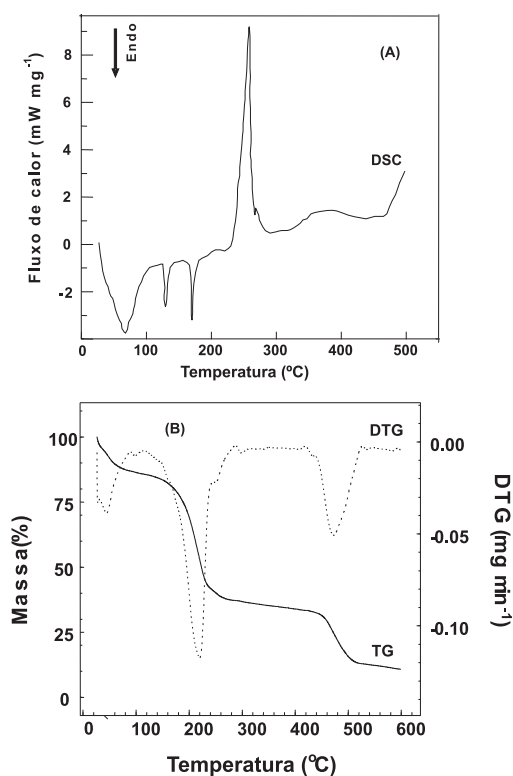 Endo
(A)
Fluxo de calor (mW mg⁻¹)
8
6
4
2
0
-2
DSC
0 100 200 300 400 500
Temperatura (ºC)
(B)
DTG
Massa(%)
100
75
50
25
0
0.00
-0.05
-0.10
DTG (mg min⁻¹)
TG
0 100 200 300 400 500 600
Temperatura (ºC)